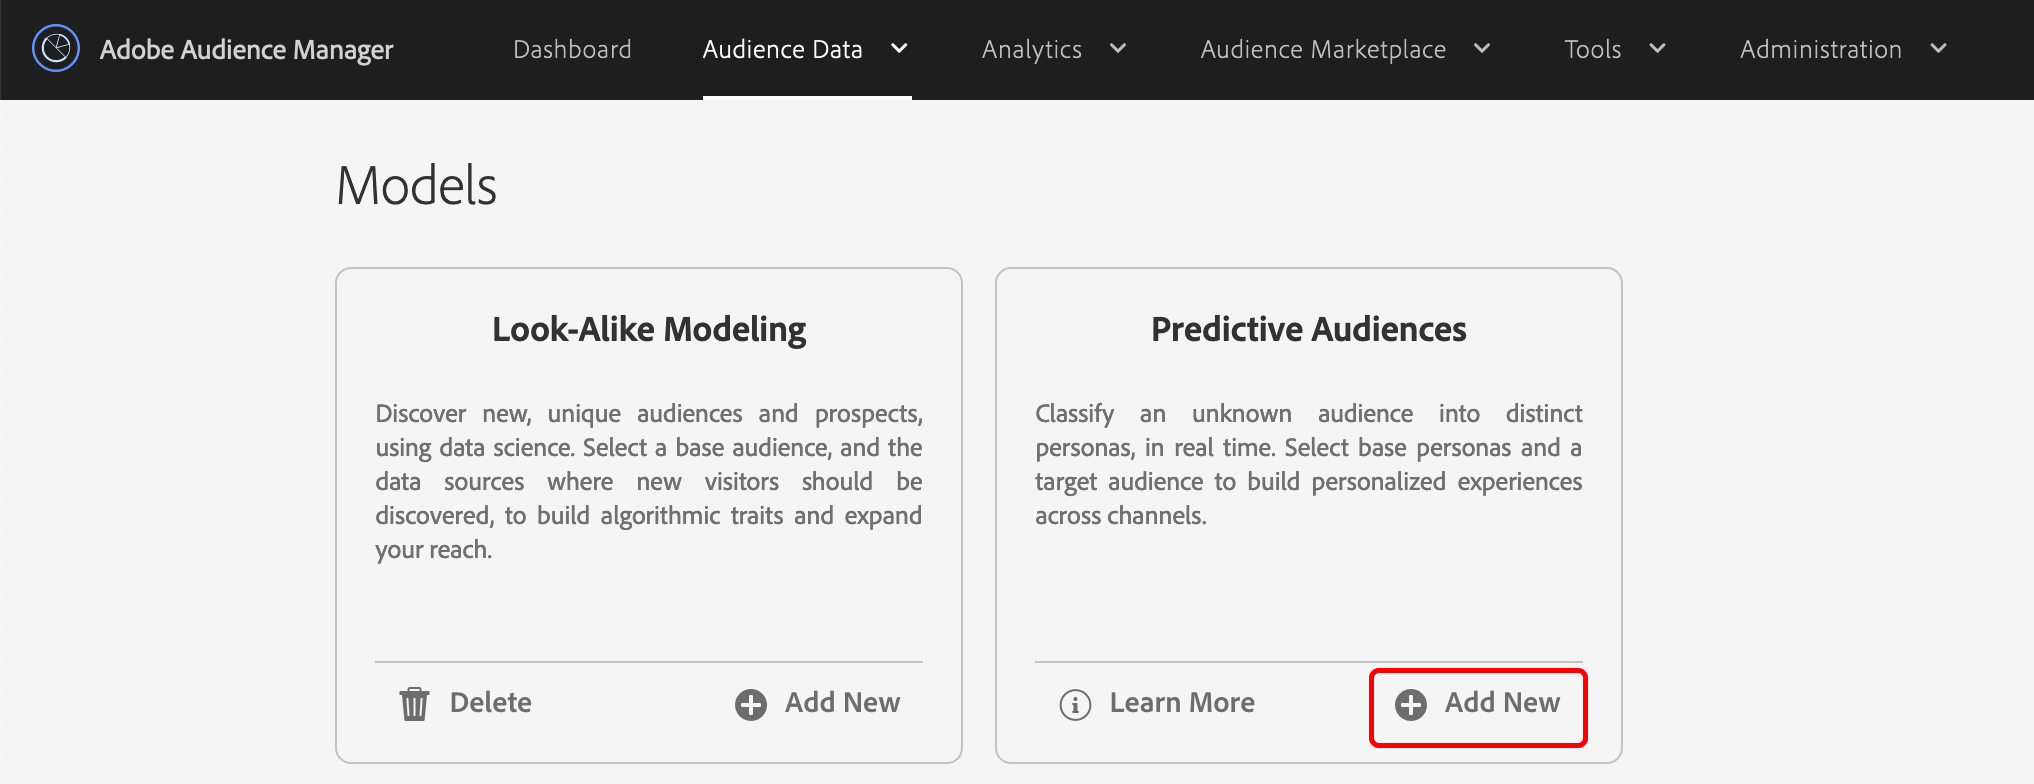 Adobe Audience Manager Dashboard Audience Data Analytics Audience Marketplace Tools Administration
Models
Look-Alike Modeling
Discover new, unique audiences and prospects,
using data science. Select a base audience, and the
data sources where new visitors should be
discovered, to build algorithmic traits and expand
your reach.
Delete Add New
Predictive Audiences
Classify an unknown audience into distinct
personas, in real time. Select base personas and a
target audience to build personalized experiences
across channels.
Learn More Add New